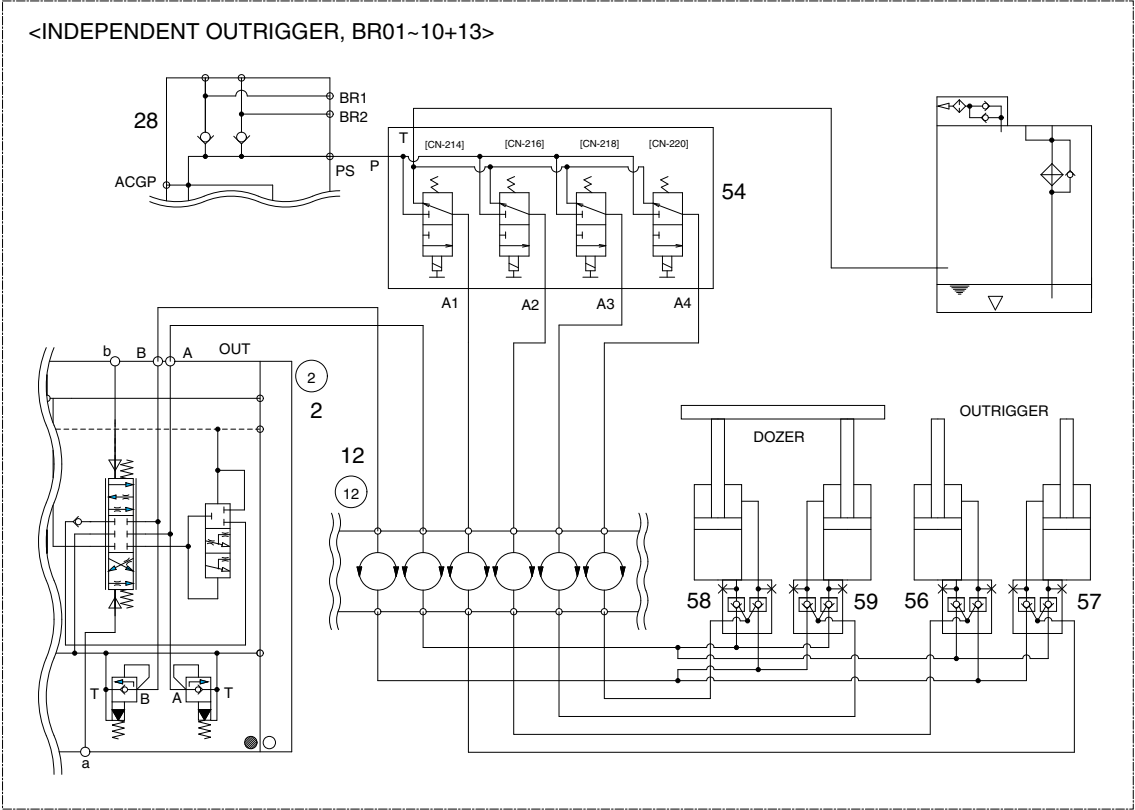 <INDEPENDENT OUTRIGGER, BR01~10+13>
BR1
28
BR2
T
[CN-214] [CN-216] [CN-218] [CN-220]
PS
P
ACGP
54
A1 A2 A3 A4
b B A OUT
2
2
OUTRIGGER
DOZER
12
12
58 59 56 57
T B A T
a